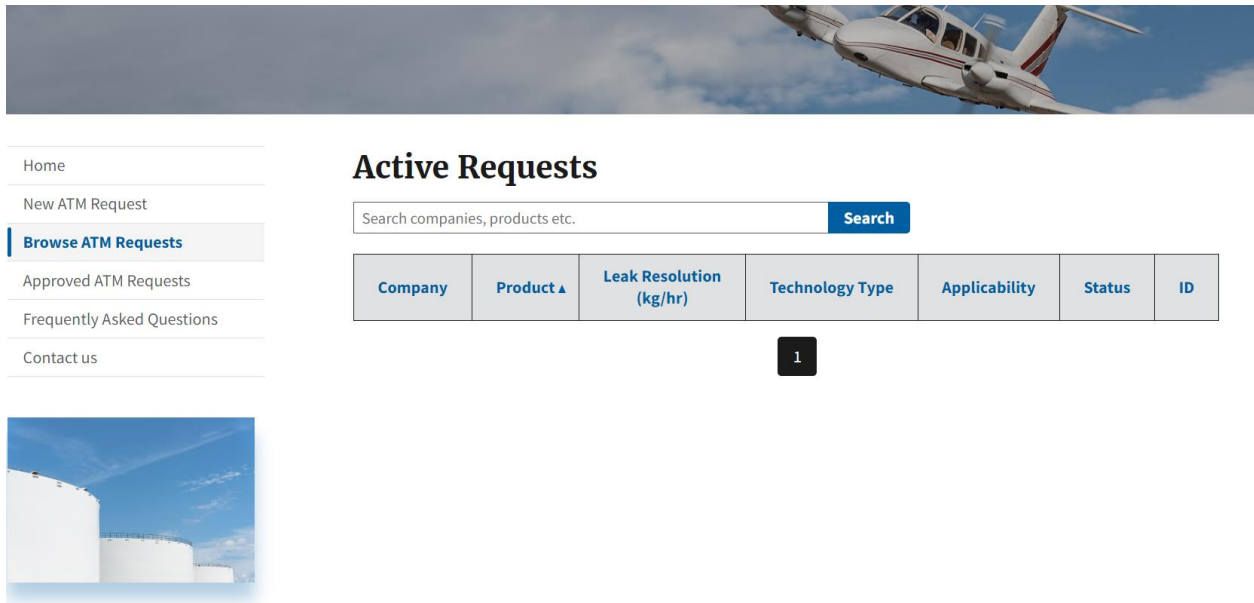 Home
New ATM Request
Browse ATM Requests
Approved ATM Requests
Frequently Asked Questions
Contact us
Active Requests
Search companies, products etc.
Search
Company
Product ▲
Leak Resolution
(kg/hr)
Technology Type
Applicability
Status
ID
1